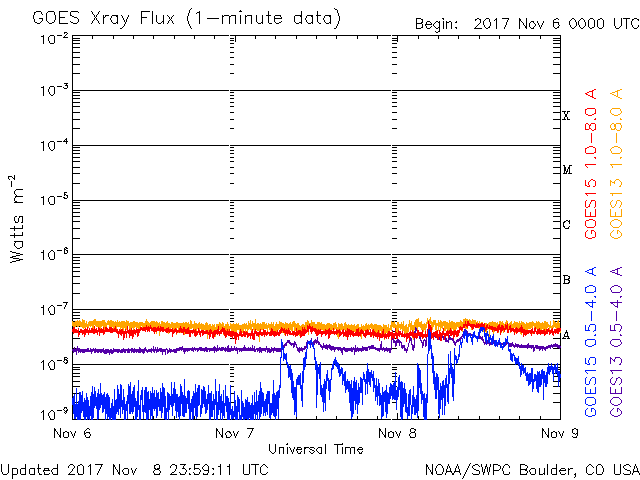 GOES Xray Flux (1-minute data)
Begin: 2017 Nov 6 0000 UTC
10⁻²
10⁻³
10⁻⁴
10⁻⁵
10⁻⁶
10⁻⁷
10⁻⁸
10⁻⁹
Watts m⁻²
X
M
C
B
A
GOES15 1.0-8.0 A
GOES13 1.0-8.0 A
GOES15 0.5-4.0 A
GOES13 0.5-4.0 A
Nov 6 Nov 7 Nov 8 Nov 9
Universal Time
Updated 2017 Nov 8 23:59:11 UTC
NOAA/SWPC Boulder, CO USA